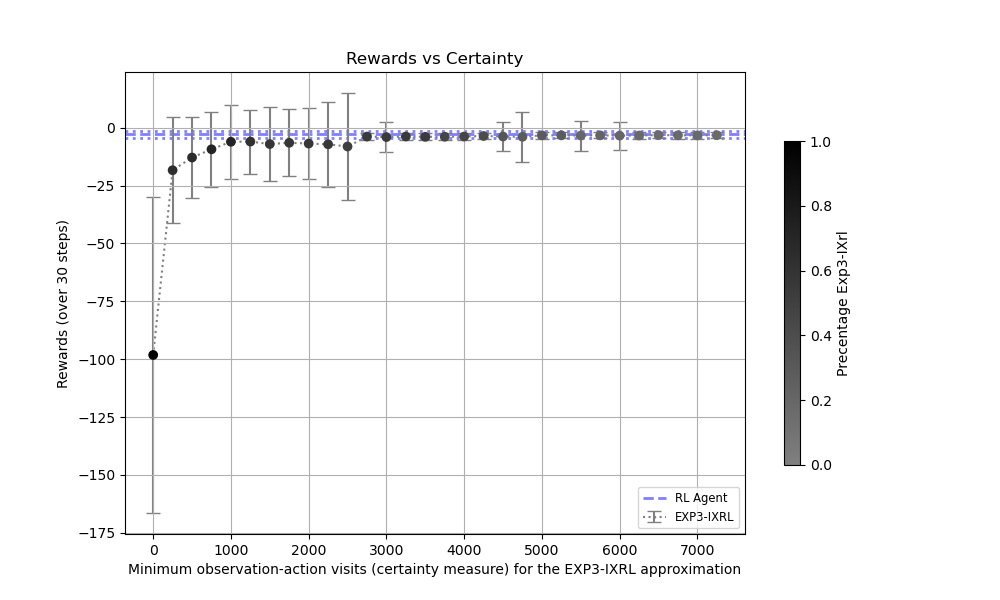 Rewards vs Certainty
Rewards (over 30 steps)
0
−25
−50
−75
−100
−125
−150
−175
0 1000 2000 3000 4000 5000 6000 7000
Minimum observation-action visits (certainty measure) for the EXP3-IXRL approximation
RL Agent
EXP3-IXRL
1.0
0.8
0.6
0.4
0.2
0.0
Precentage Exp3-IXrl